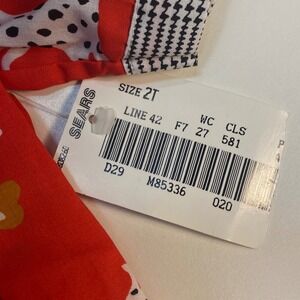 SEARS
SIZE 2T
WC CLS
LINE 42 F7 27 581
D29 M85336 020